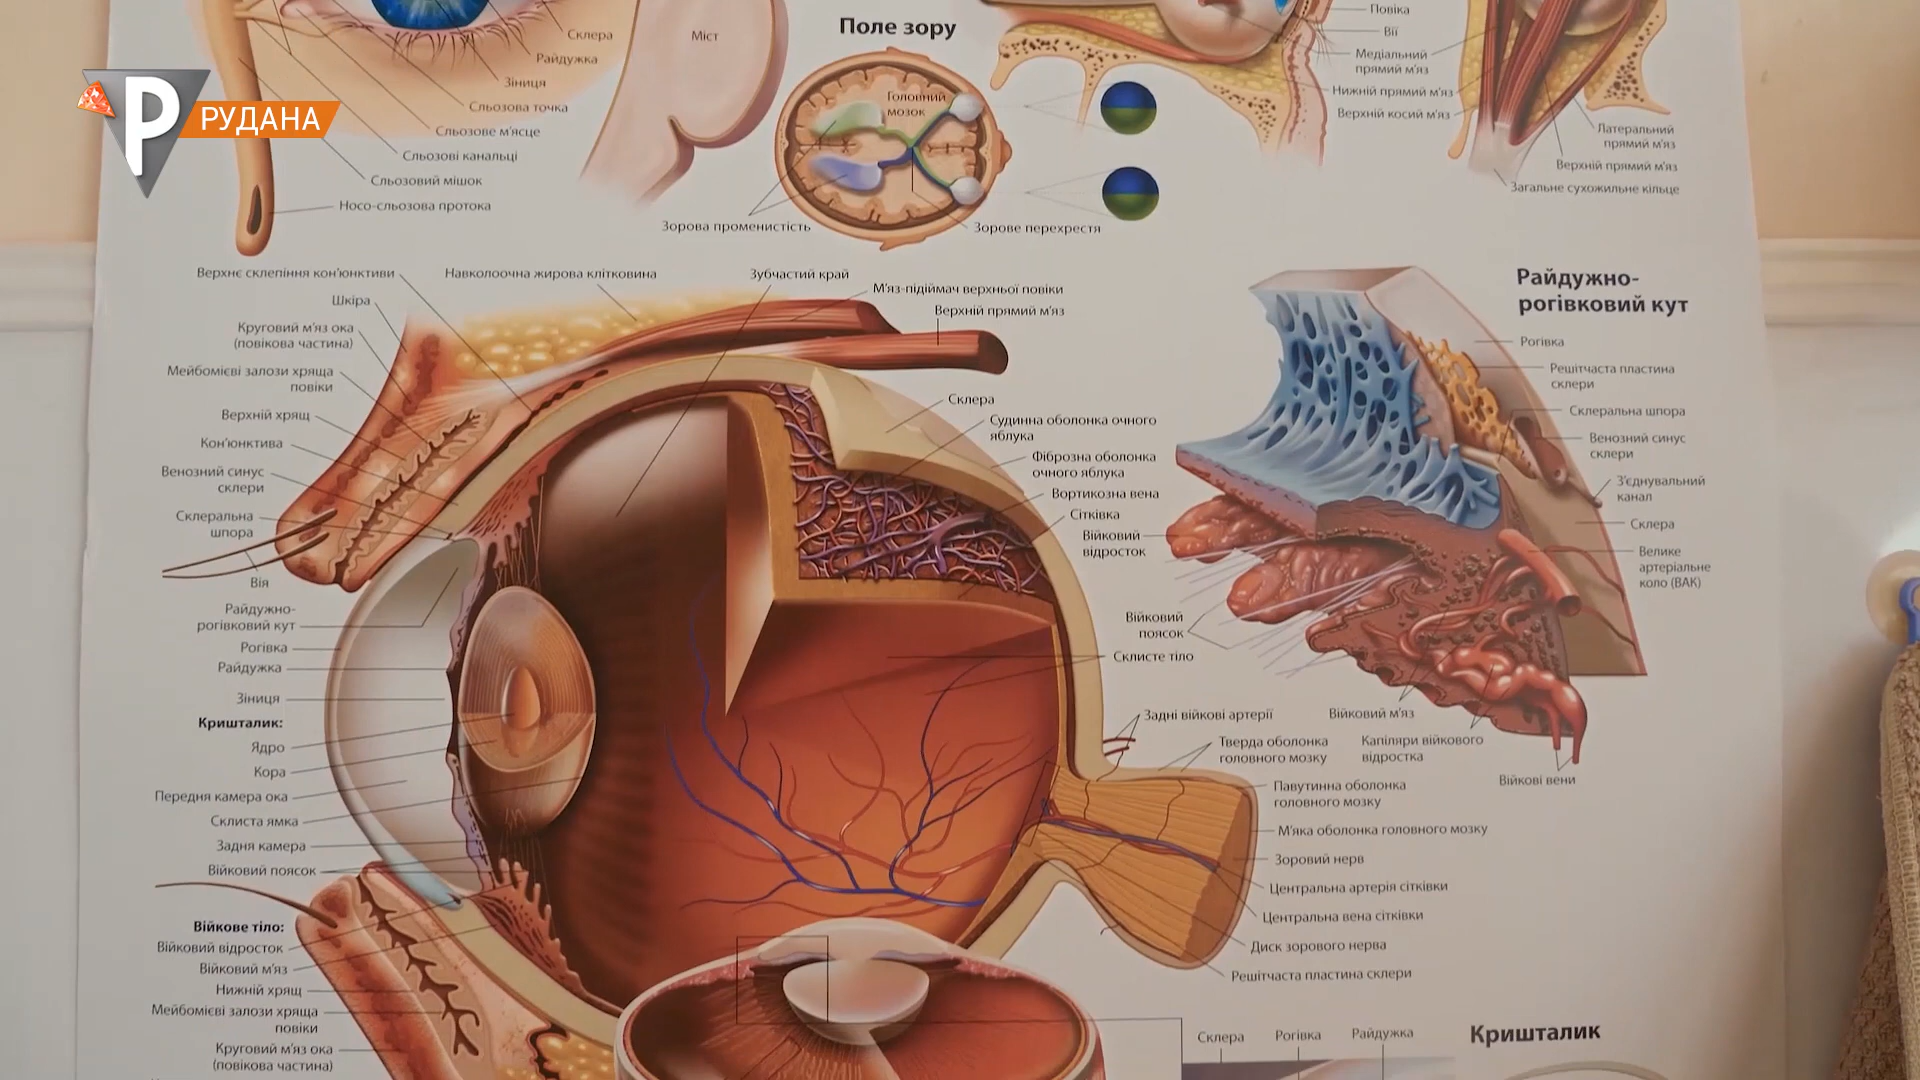 Р РУДАНА
Склера
Райдужка
Зіниця
Сльозова точка
Сльозове м'ясце
Сльозові канальці
Сльозовий мішок
Носо-сльозова протока
Міст
Поле зору
Головний
мозок
Зорова променистість
Зорове перехрестя
Повіка
Вії
Медіальний
прямий м'яз
Нижній прямий м'яз
Верхній косий м'яз
Латеральний
прямий м'яз
Верхній прямий м'яз
Загальне сухожильне кільце
Верхнє склепіння кон'юнктиви
Навколоочна жирова клітковина
Зубчастий край
М'яз-підіймач верхньої повіки
Верхній прямий м'яз
Шкіра
Круговий м'яз ока
(повікова частина)
Мейбомієві залози хряща
повіки
Верхній хрящ
Кон'юнктива
Венозний синус
склери
Склеральна
шпора
Вія
Райдужно-
рогівковий кут
Рогівка
Райдужка
Зіниця
Кришталик:
Ядро
Кора
Передня камера ока
Склиста ямка
Задня камера
Війковий поясок
Війкове тіло:
Війковий відросток
Війковий м'яз
Нижній хрящ
Мейбомієві залози хряща
повіки
Круговий м'яз ока
(повікова частина)
Склера
Судинна оболонка очного
яблука
Фіброзна оболонка
очного яблука
Вортикозна вена
Сітківка
Війковий
відросток
Війковий
поясок
Склисте тіло
Задні війкові артерії
Тверда оболонка
головного мозку
Павутинна оболонка
головного мозку
М'яка оболонка головного мозку
Зоровий нерв
Центральна артерія сітківки
Центральна вена сітківки
Диск зорового нерва
Решітчаста пластина склери
Райдужно-
рогівковий кут
Рогівка
Решітчаста пластина
склери
Склеральна шпора
Венозний синус
склери
З'єднувальний
канал
Склера
Велике
артеріальне
коло (ВАК)
Війковий м'яз
Капіляри війкового
відростка
Війкові вени
Склера
Рогівка
Райдужка
Кришталик